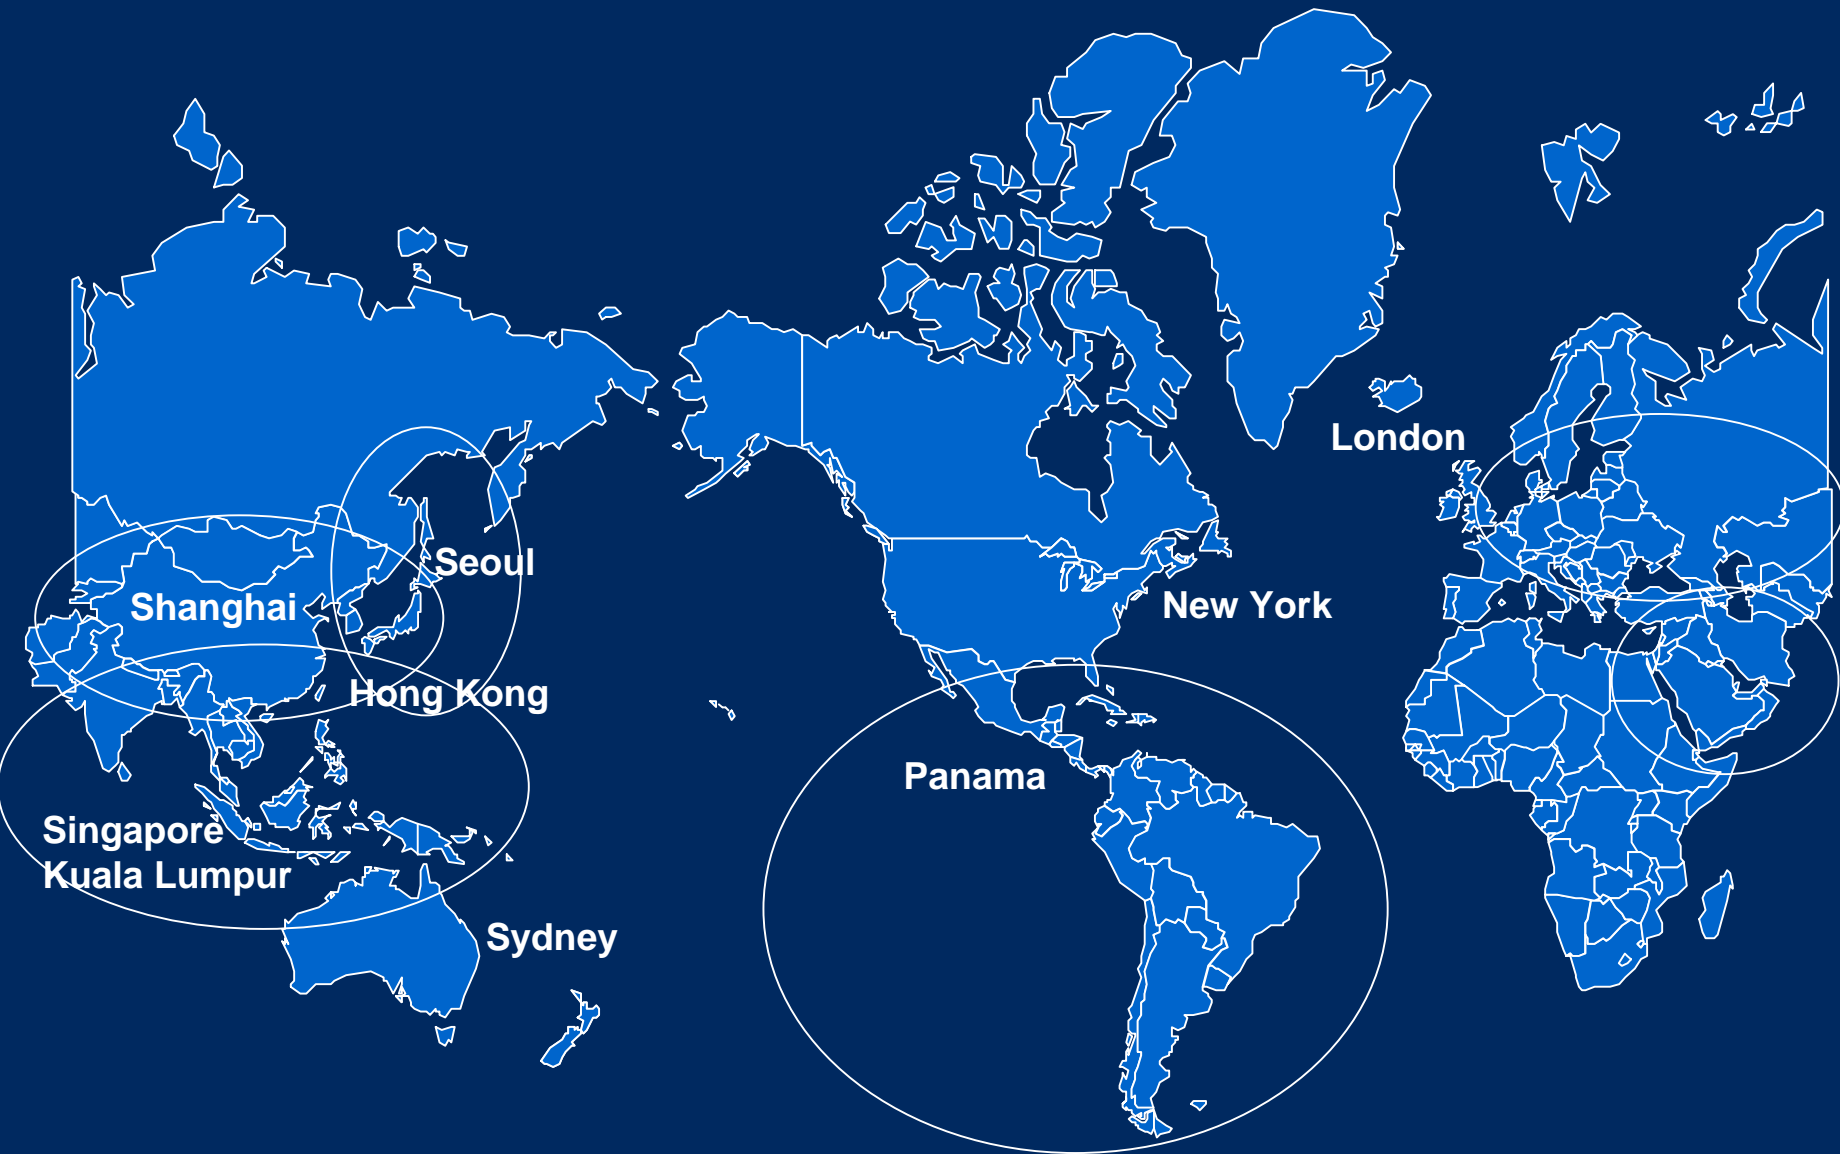 London
Seoul
Shanghai
New York
Hong Kong
Panama
Singapore
Kuala Lumpur
Sydney